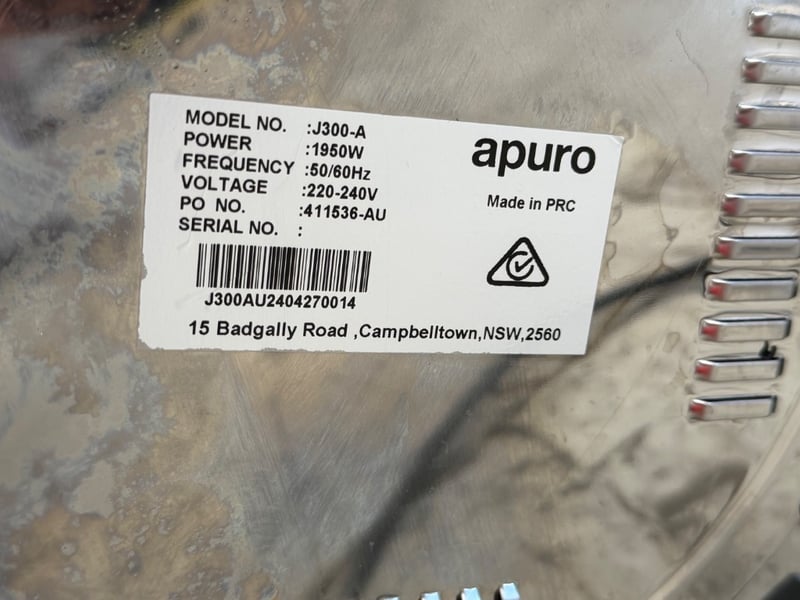 MODEL NO. :J300-A
POWER :1950W
FREQUENCY :50/60Hz
VOLTAGE :220-240V
PO NO. :411536-AU
SERIAL NO. :
J300AU2404270014
apuro
Made in PRC
15 Badgally Road ,Campbelltown,NSW,2560